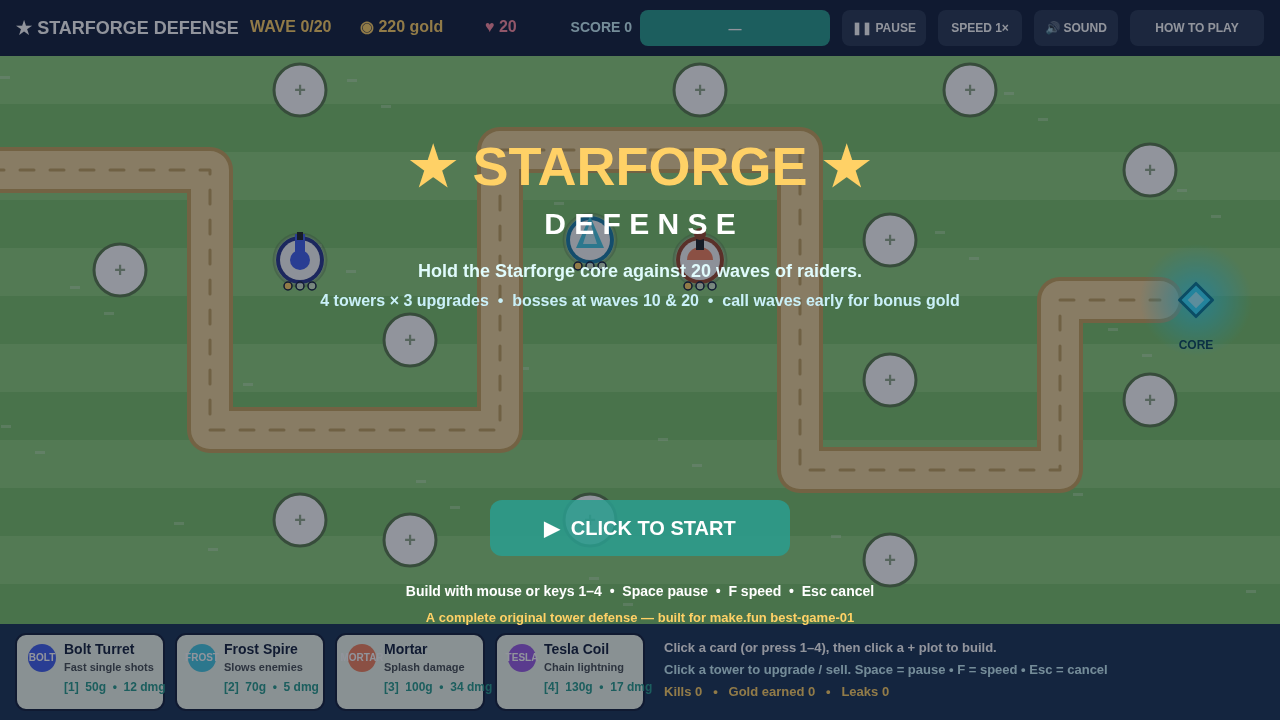 ★ STARFORGE DEFENSE WAVE 0/20 ◉ 220 gold ♥ 20 SCORE 0 — ❚❚ PAUSE SPEED 1× 🔊 SOUND HOW TO PLAY
★ STARFORGE ★
DEFENSE
Hold the Starforge core against 20 waves of raiders.
4 towers × 3 upgrades • bosses at waves 10 & 20 • call waves early for bonus gold
CORE
▶ CLICK TO START
Build with mouse or keys 1–4 • Space pause • F speed • Esc cancel
A complete original tower defense — built for make.fun best-game-01
BOLT Bolt Turret
Fast single shots
[1] 50g • 12 dmg
FROST Frost Spire
Slows enemies
[2] 70g • 5 dmg
ORTA Mortar
Splash damage
[3] 100g • 34 dmg
TESLA Tesla Coil
Chain lightning
[4] 130g • 17 dmg
Click a card (or press 1–4), then click a + plot to build.
Click a tower to upgrade / sell. Space = pause • F = speed • Esc = cancel
Kills 0 • Gold earned 0 • Leaks 0